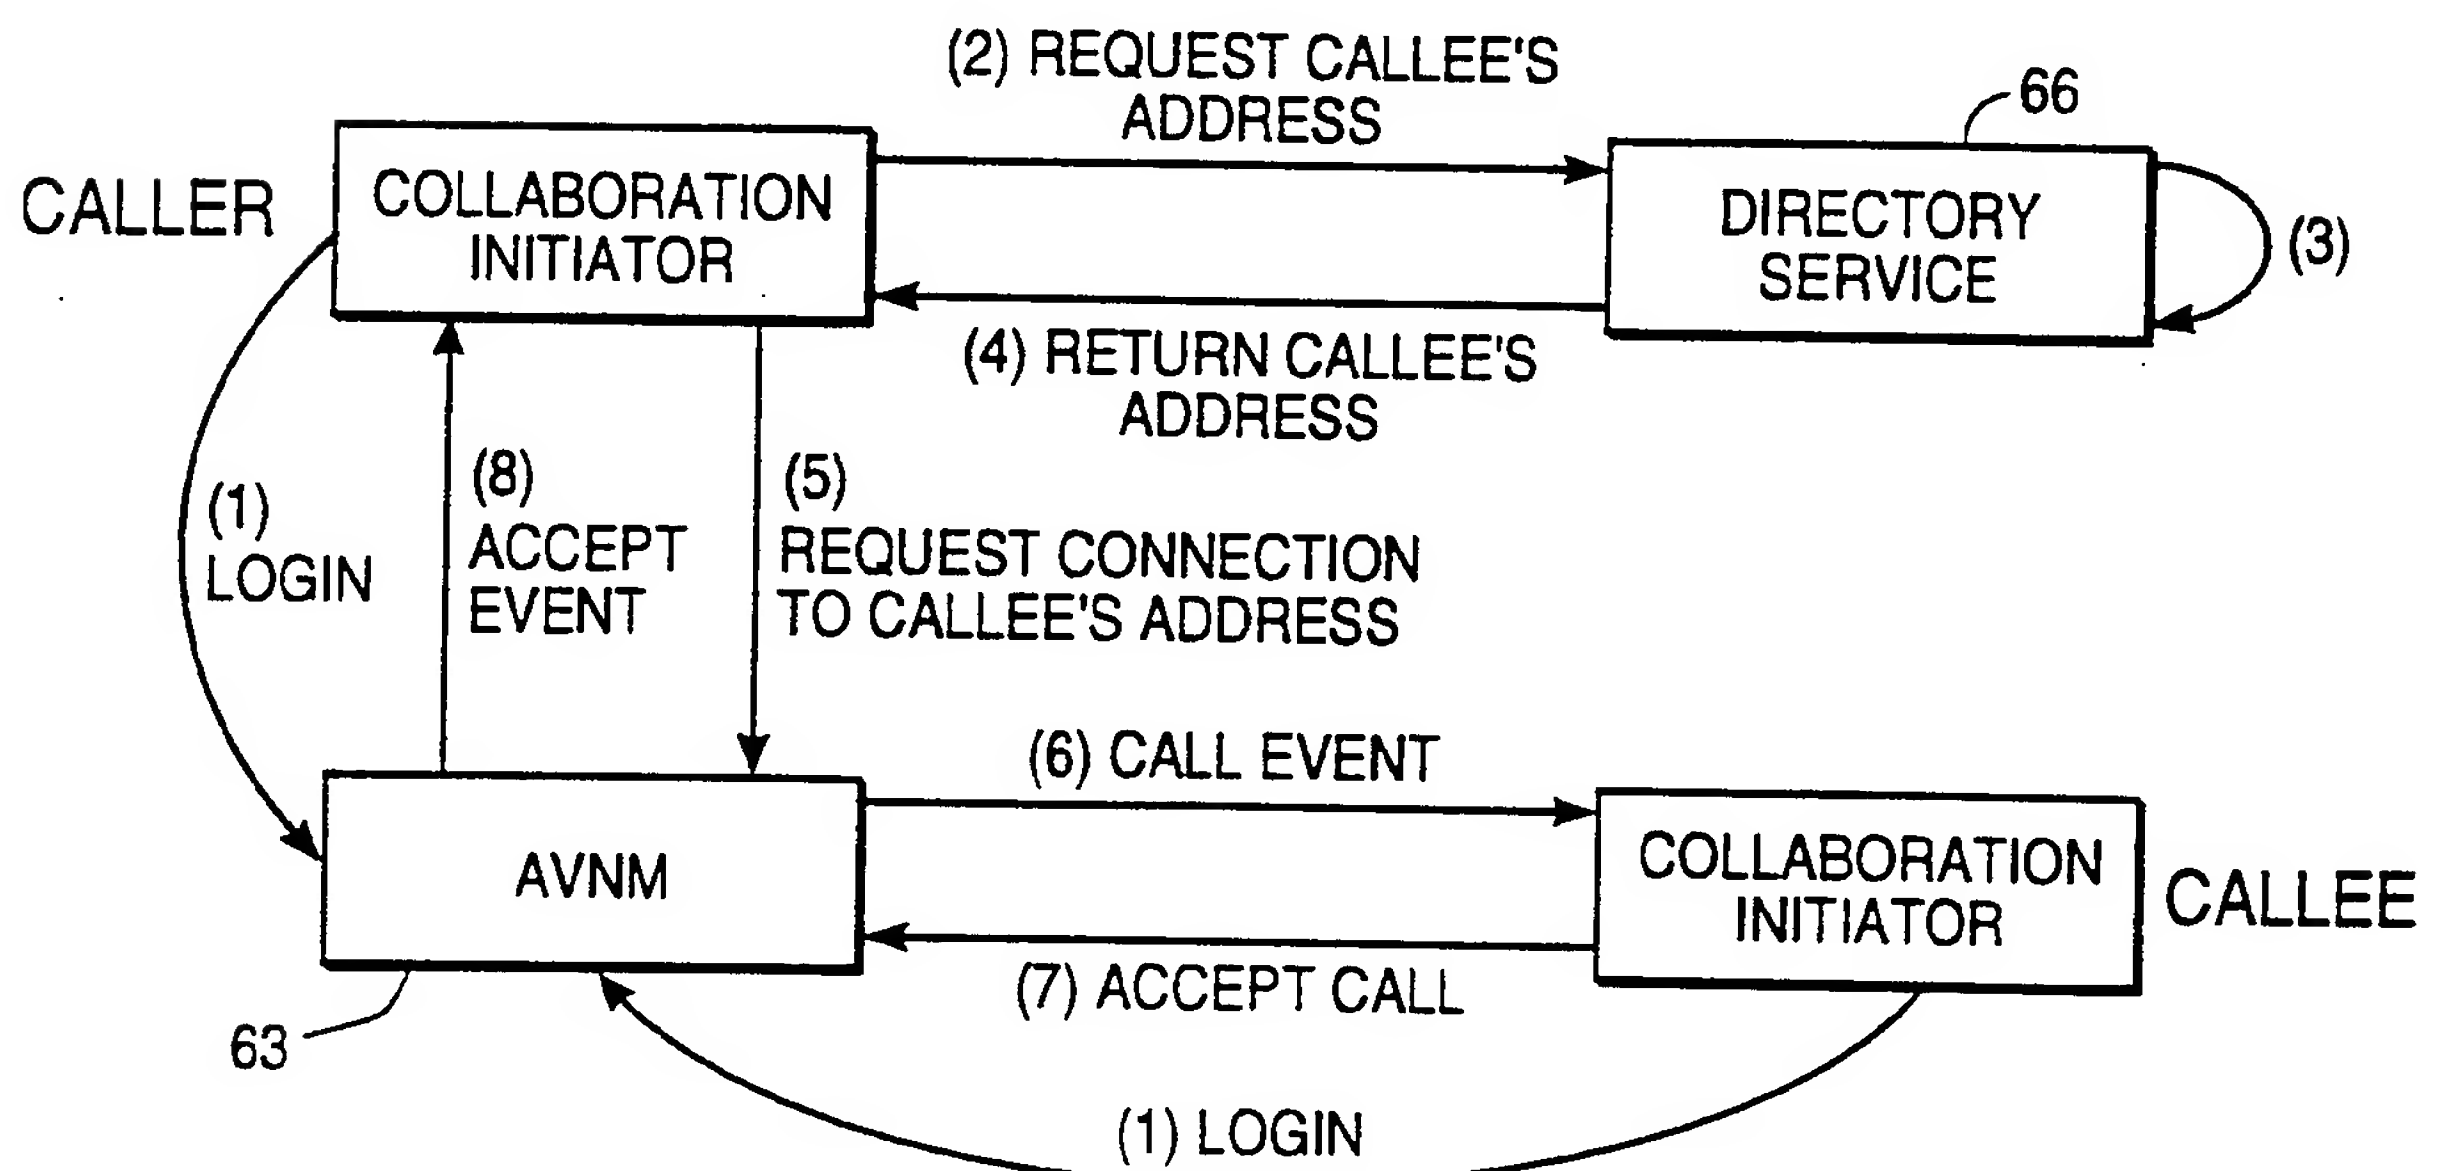 (2) REQUEST CALLEE'S
ADDRESS
66
CALLER
COLLABORATION
INITIATOR
DIRECTORY
SERVICE
(3)
(4) RETURN CALLEE'S
ADDRESS
(1)
LOGIN
(8)
ACCEPT
EVENT
(5)
REQUEST CONNECTION
TO CALLEE'S ADDRESS
(6) CALL EVENT
AVNM
COLLABORATION
INITIATOR
CALLEE
(7) ACCEPT CALL
63
(1) LOGIN